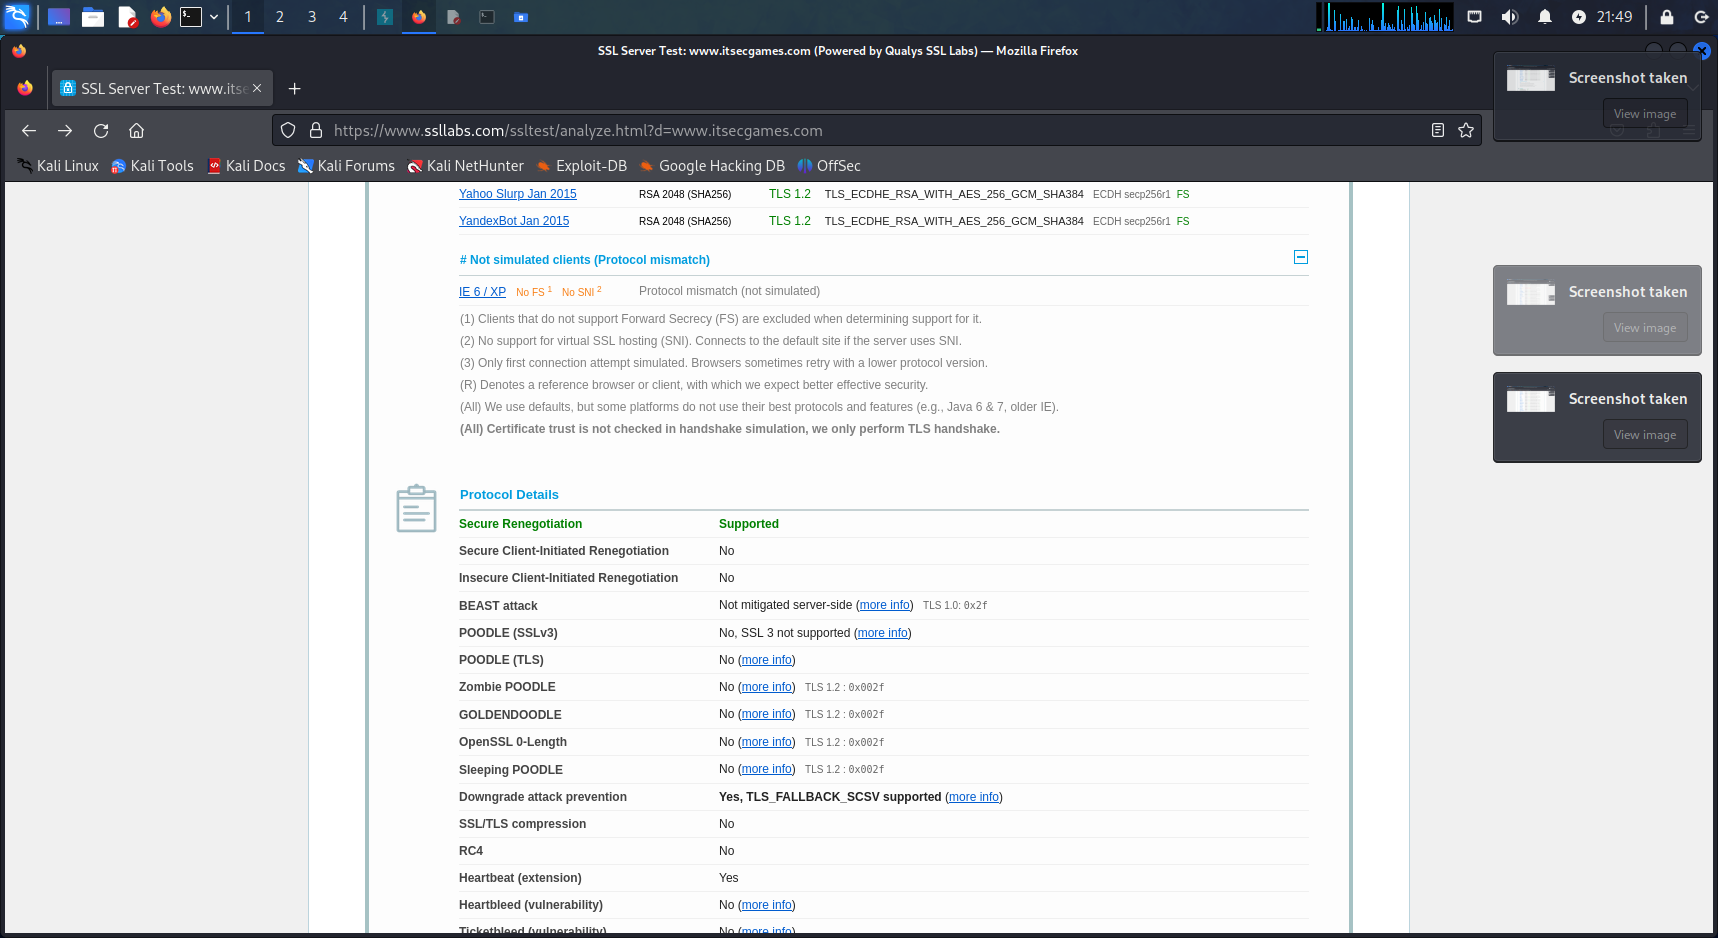 1 2 3 4 21:49
SSL Server Test: www.itsecgames.com (Powered by Qualys SSL Labs) — Mozilla Firefox
SSL Server Test: www.itse
https://www.ssllabs.com/ssltest/analyze.html?d=www.itsecgames.com
Kali Linux Kali Tools Kali Docs Kali Forums Kali NetHunter Exploit-DB Google Hacking DB OffSec
Screenshot taken
View image
Screenshot taken
View image
Screenshot taken
View image
Yahoo Slurp Jan 2015 RSA 2048 (SHA256) TLS 1.2 TLS_ECDHE_RSA_WITH_AES_256_GCM_SHA384 ECDH secp256r1 FS
YandexBot Jan 2015 RSA 2048 (SHA256) TLS 1.2 TLS_ECDHE_RSA_WITH_AES_256_GCM_SHA384 ECDH secp256r1 FS
# Not simulated clients (Protocol mismatch)
IE 6 / XP No FS 1 No SNI 2 Protocol mismatch (not simulated)
(1) Clients that do not support Forward Secrecy (FS) are excluded when determining support for it.
(2) No support for virtual SSL hosting (SNI). Connects to the default site if the server uses SNI.
(3) Only first connection attempt simulated. Browsers sometimes retry with a lower protocol version.
(R) Denotes a reference browser or client, with which we expect better effective security.
(All) We use defaults, but some platforms do not use their best protocols and features (e.g., Java 6 & 7, older IE).
(All) Certificate trust is not checked in handshake simulation, we only perform TLS handshake.
Protocol Details
Secure Renegotiation Supported
Secure Client-Initiated Renegotiation No
Insecure Client-Initiated Renegotiation No
BEAST attack Not mitigated server-side (more info) TLS 1.0: 0x2f
POODLE (SSLv3) No, SSL 3 not supported (more info)
POODLE (TLS) No (more info)
Zombie POODLE No (more info) TLS 1.2 : 0x002f
GOLDENDOODLE No (more info) TLS 1.2 : 0x002f
OpenSSL 0-Length No (more info) TLS 1.2 : 0x002f
Sleeping POODLE No (more info) TLS 1.2 : 0x002f
Downgrade attack prevention Yes, TLS_FALLBACK_SCSV supported (more info)
SSL/TLS compression No
RC4 No
Heartbeat (extension) Yes
Heartbleed (vulnerability) No (more info)
Ticketbleed (vulnerability) No (more info)